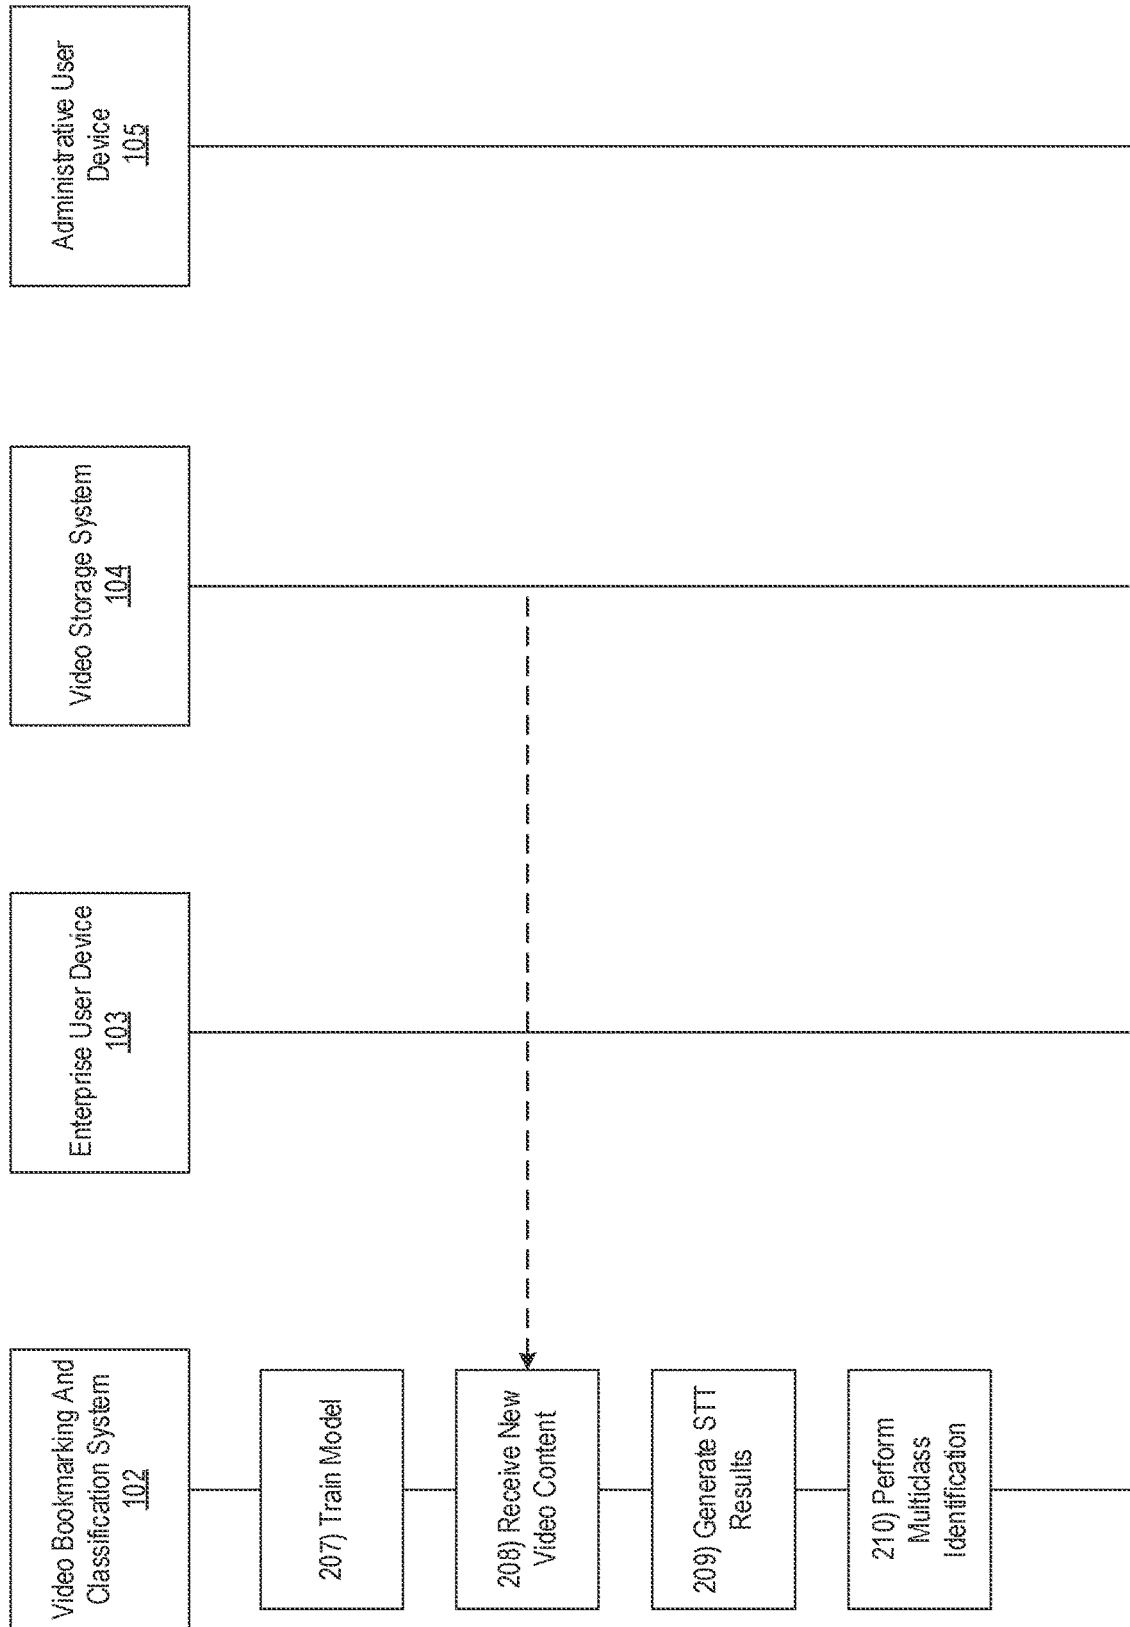 Video Bookmarking And
Classification System
102
Enterprise User Device
103
Video Storage System
104
Administrative User
Device
105
207) Train Model
208) Receive New
Video Content
209) Generate STT
Results
210) Perform
Multiclass
Identification